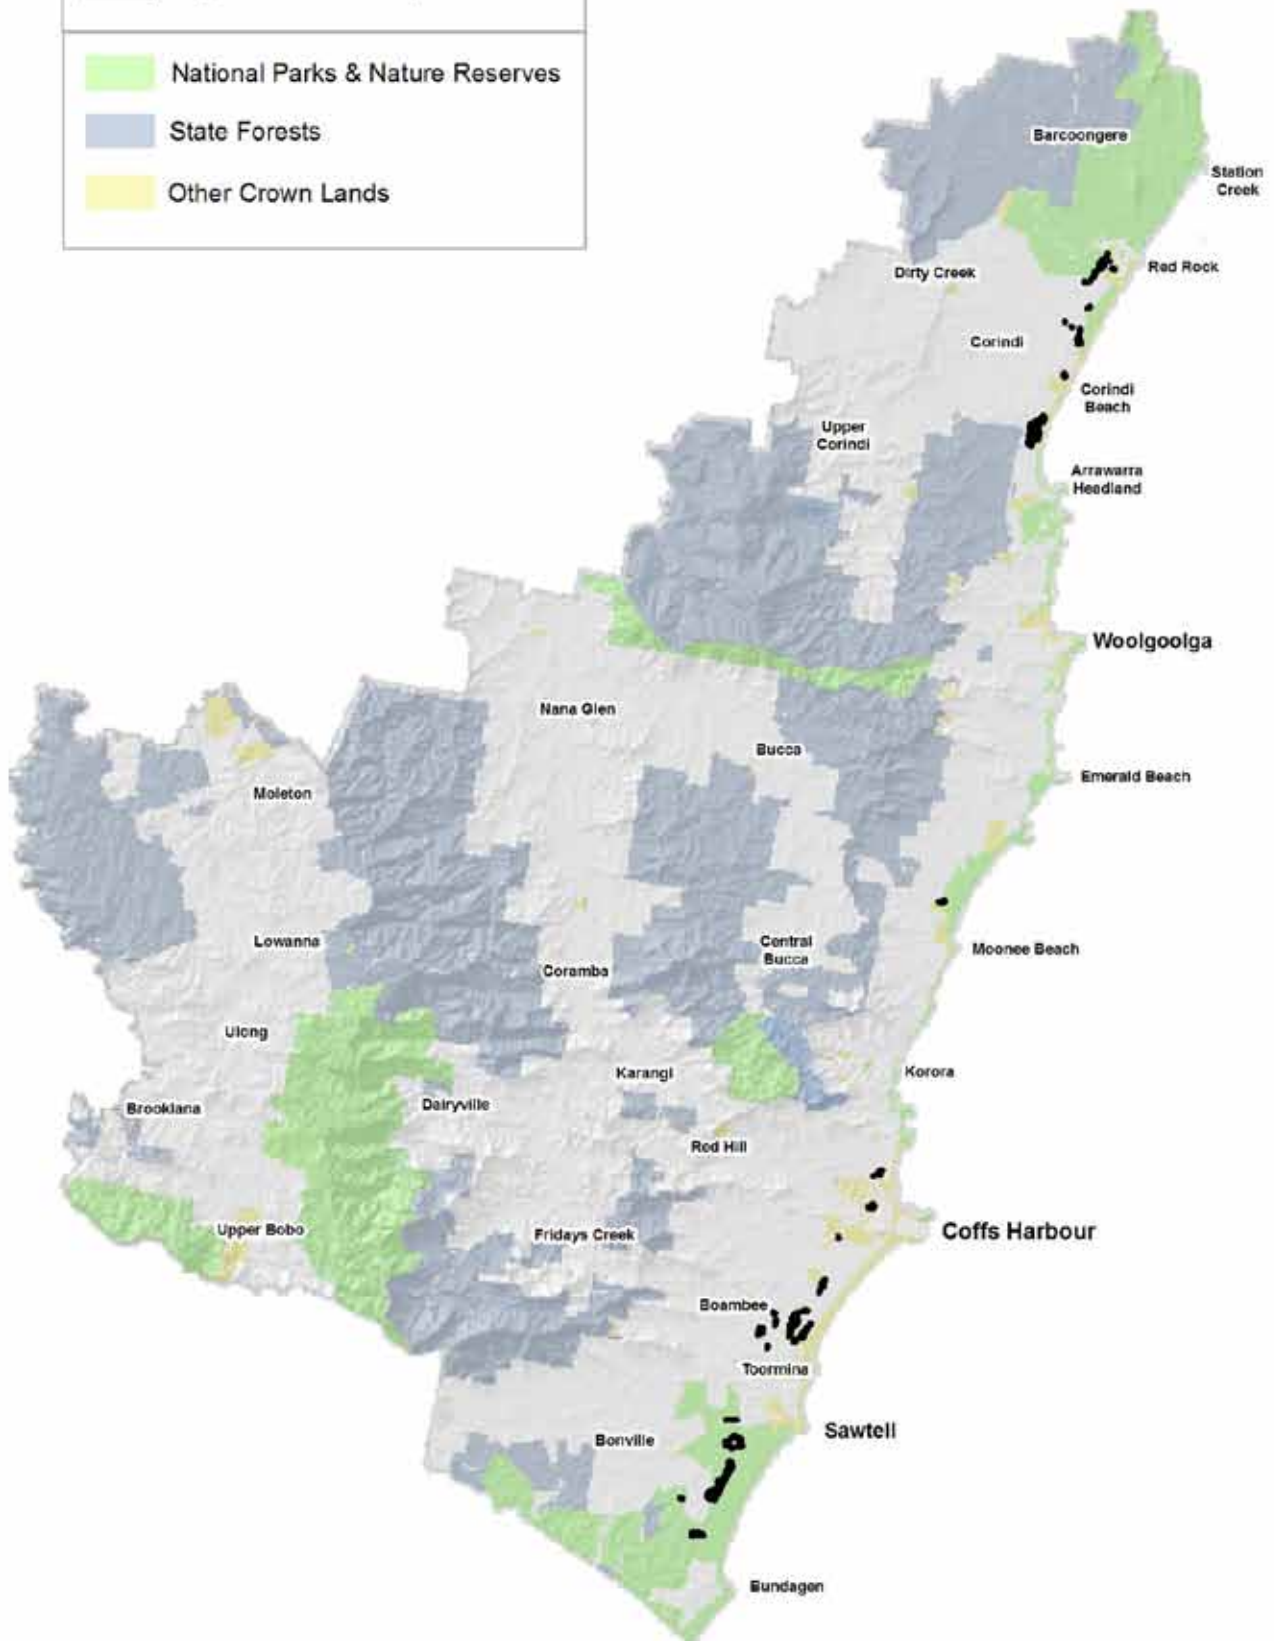 National Parks & Nature Reserves
State Forests
Other Crown Lands
Barcoongere
Station
Creek
Red Rock
Dirty Creek
Corindi
Corindi
Beach
Upper
Corindi
Arrawarra
Headland
Woolgoolga
Nana Glen
Bucca
Emerald Beach
Moleton
Lowanna
Central
Bucca
Moonee Beach
Coramba
Ulong
Karangi
Korora
Brooklana
Dairyville
Red Hill
Upper Bobo
Fridays Creek
Coffs Harbour
Boambee
Toormina
Bonville
Sawtell
Bundagen